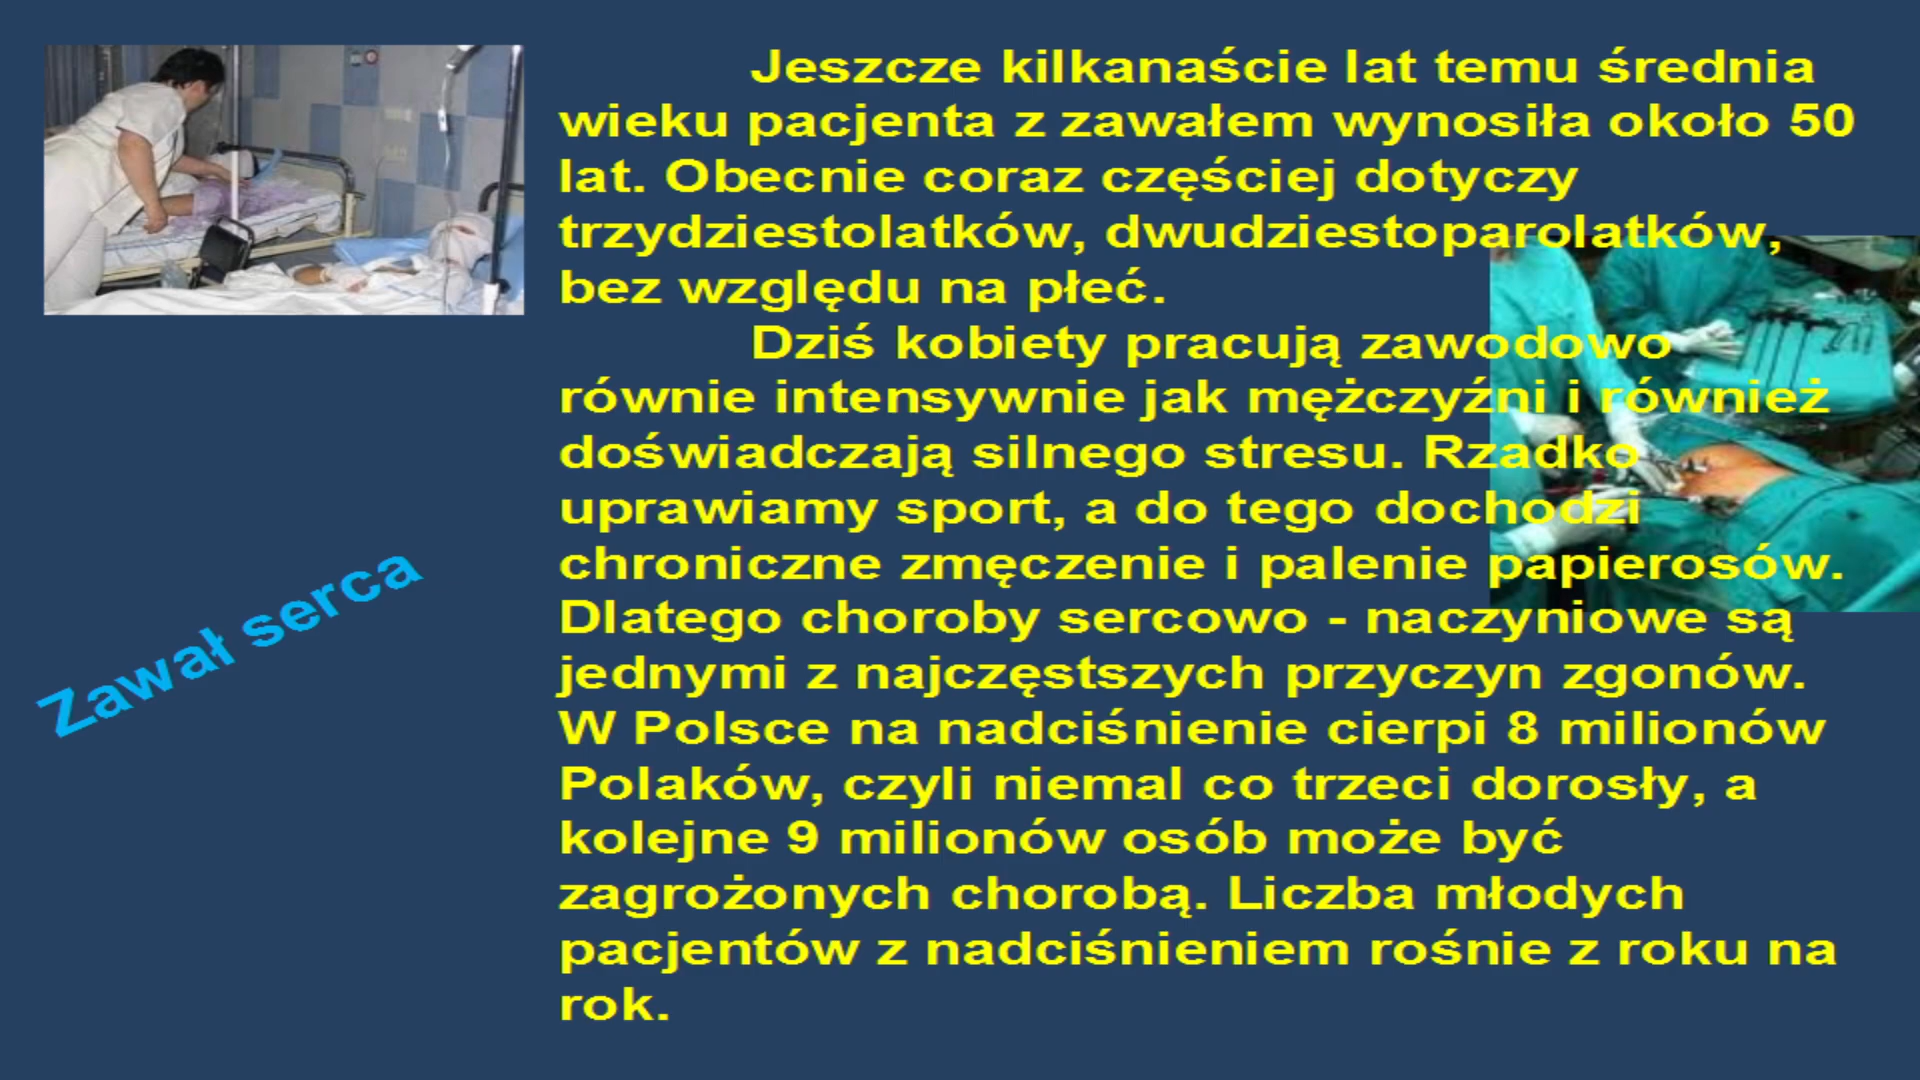 Jeszcze kilkanaście lat temu średnia
wieku pacjenta z zawałem wynosiła około 50
lat. Obecnie coraz częściej dotyczy
trzydziestolatków, dwudziestoparolatków,
bez względu na płeć.
Dziś kobiety pracują zawodowo
równie intensywnie jak mężczyźni i również
doświadczają silnego stresu. Rzadko
uprawiamy sport, a do tego dochodzi
chroniczne zmęczenie i palenie papierosów.
Dlatego choroby sercowo - naczyniowe są
jednymi z najczęstszych przyczyn zgonów.
W Polsce na nadciśnienie cierpi 8 milionów
Polaków, czyli niemal co trzeci dorosły, a
kolejne 9 milionów osób może być
zagrożonych chorobą. Liczba młodych
pacjentów z nadciśnieniem rośnie z roku na
rok.
Zawał serca